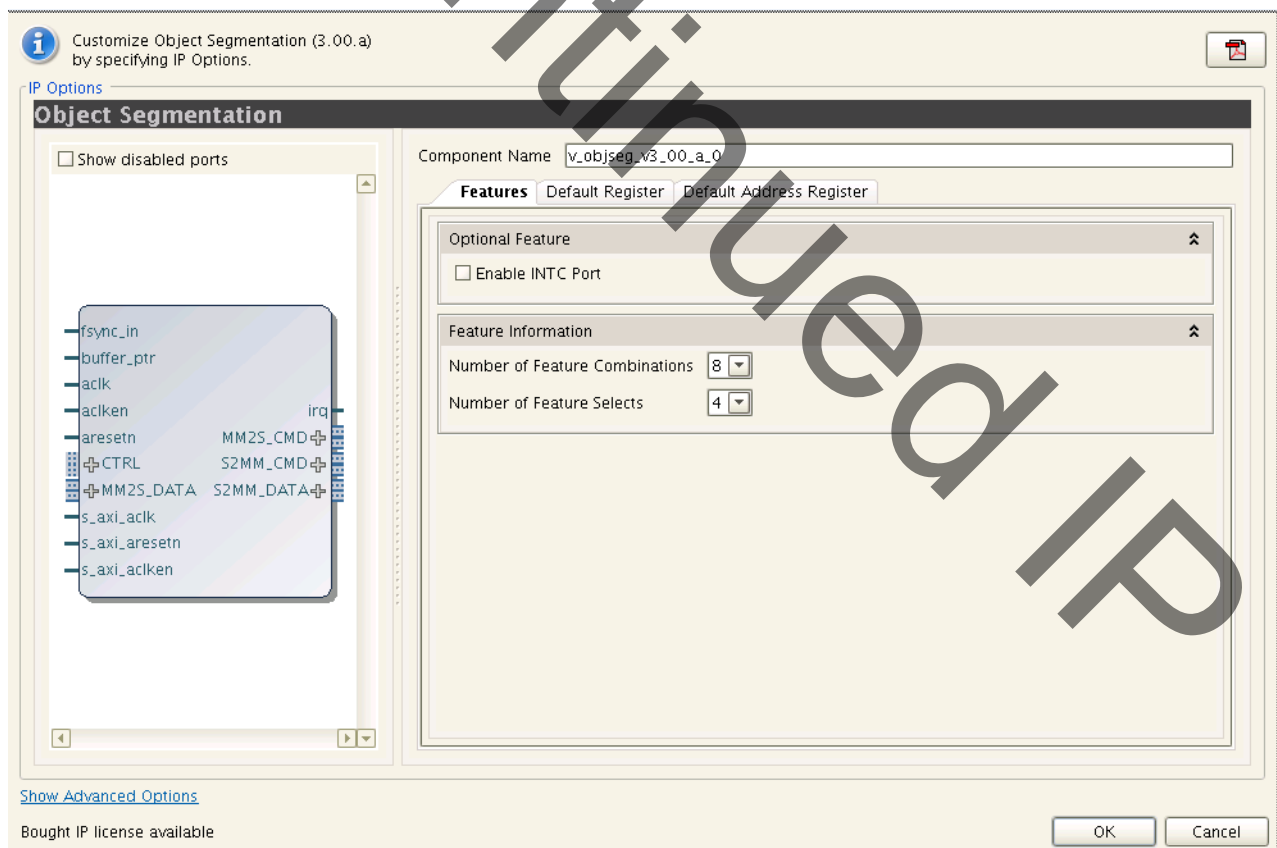 Customize Object Segmentation (3.00.a)
by specifying IP Options.
IP Options
Object Segmentation
Show disabled ports
fsync_in
buffer_ptr
aclk
aclken
irq
aresetn
MM2S_CMD
CTRL
S2MM_CMD
MM2S_DATA
S2MM_DATA
s_axi_aclk
s_axi_aresetn
s_axi_aclken
Component Name v_objseg_v3_00_a_0
Features Default Register Default Address Register
Optional Feature
Enable INTC Port
Feature Information
Number of Feature Combinations 8
Number of Feature Selects 4
Show Advanced Options
Bought IP license available
OK Cancel
tinued IP